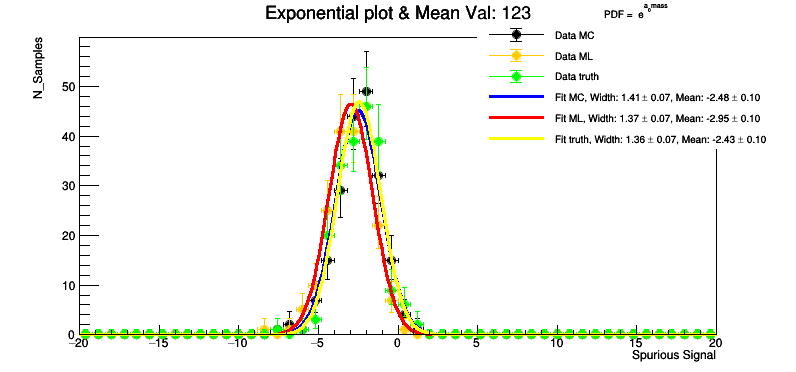 Exponential plot & Mean Val: 123
PDF = e^a_0 mass
N_Samples
Data MC
Data ML
Data truth
Fit MC, Width: 1.41 ± 0.07, Mean: -2.48 ± 0.10
Fit ML, Width: 1.37 ± 0.07, Mean: -2.95 ± 0.10
Fit truth, Width: 1.36 ± 0.07, Mean: -2.43 ± 0.10
50
40
30
20
10
0
−20 −15 −10 −5 0 5 10 15 20
Spurious Signal